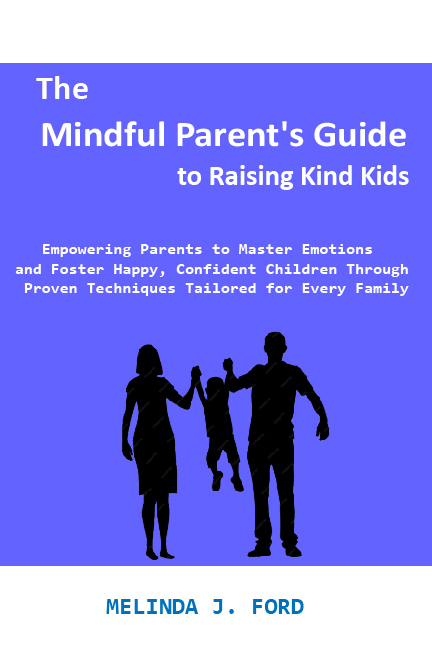 The
Mindful Parent's Guide
to Raising Kind Kids
Empowering Parents to Master Emotions
and Foster Happy, Confident Children Through
Proven Techniques Tailored for Every Family
MELINDA J. FORD